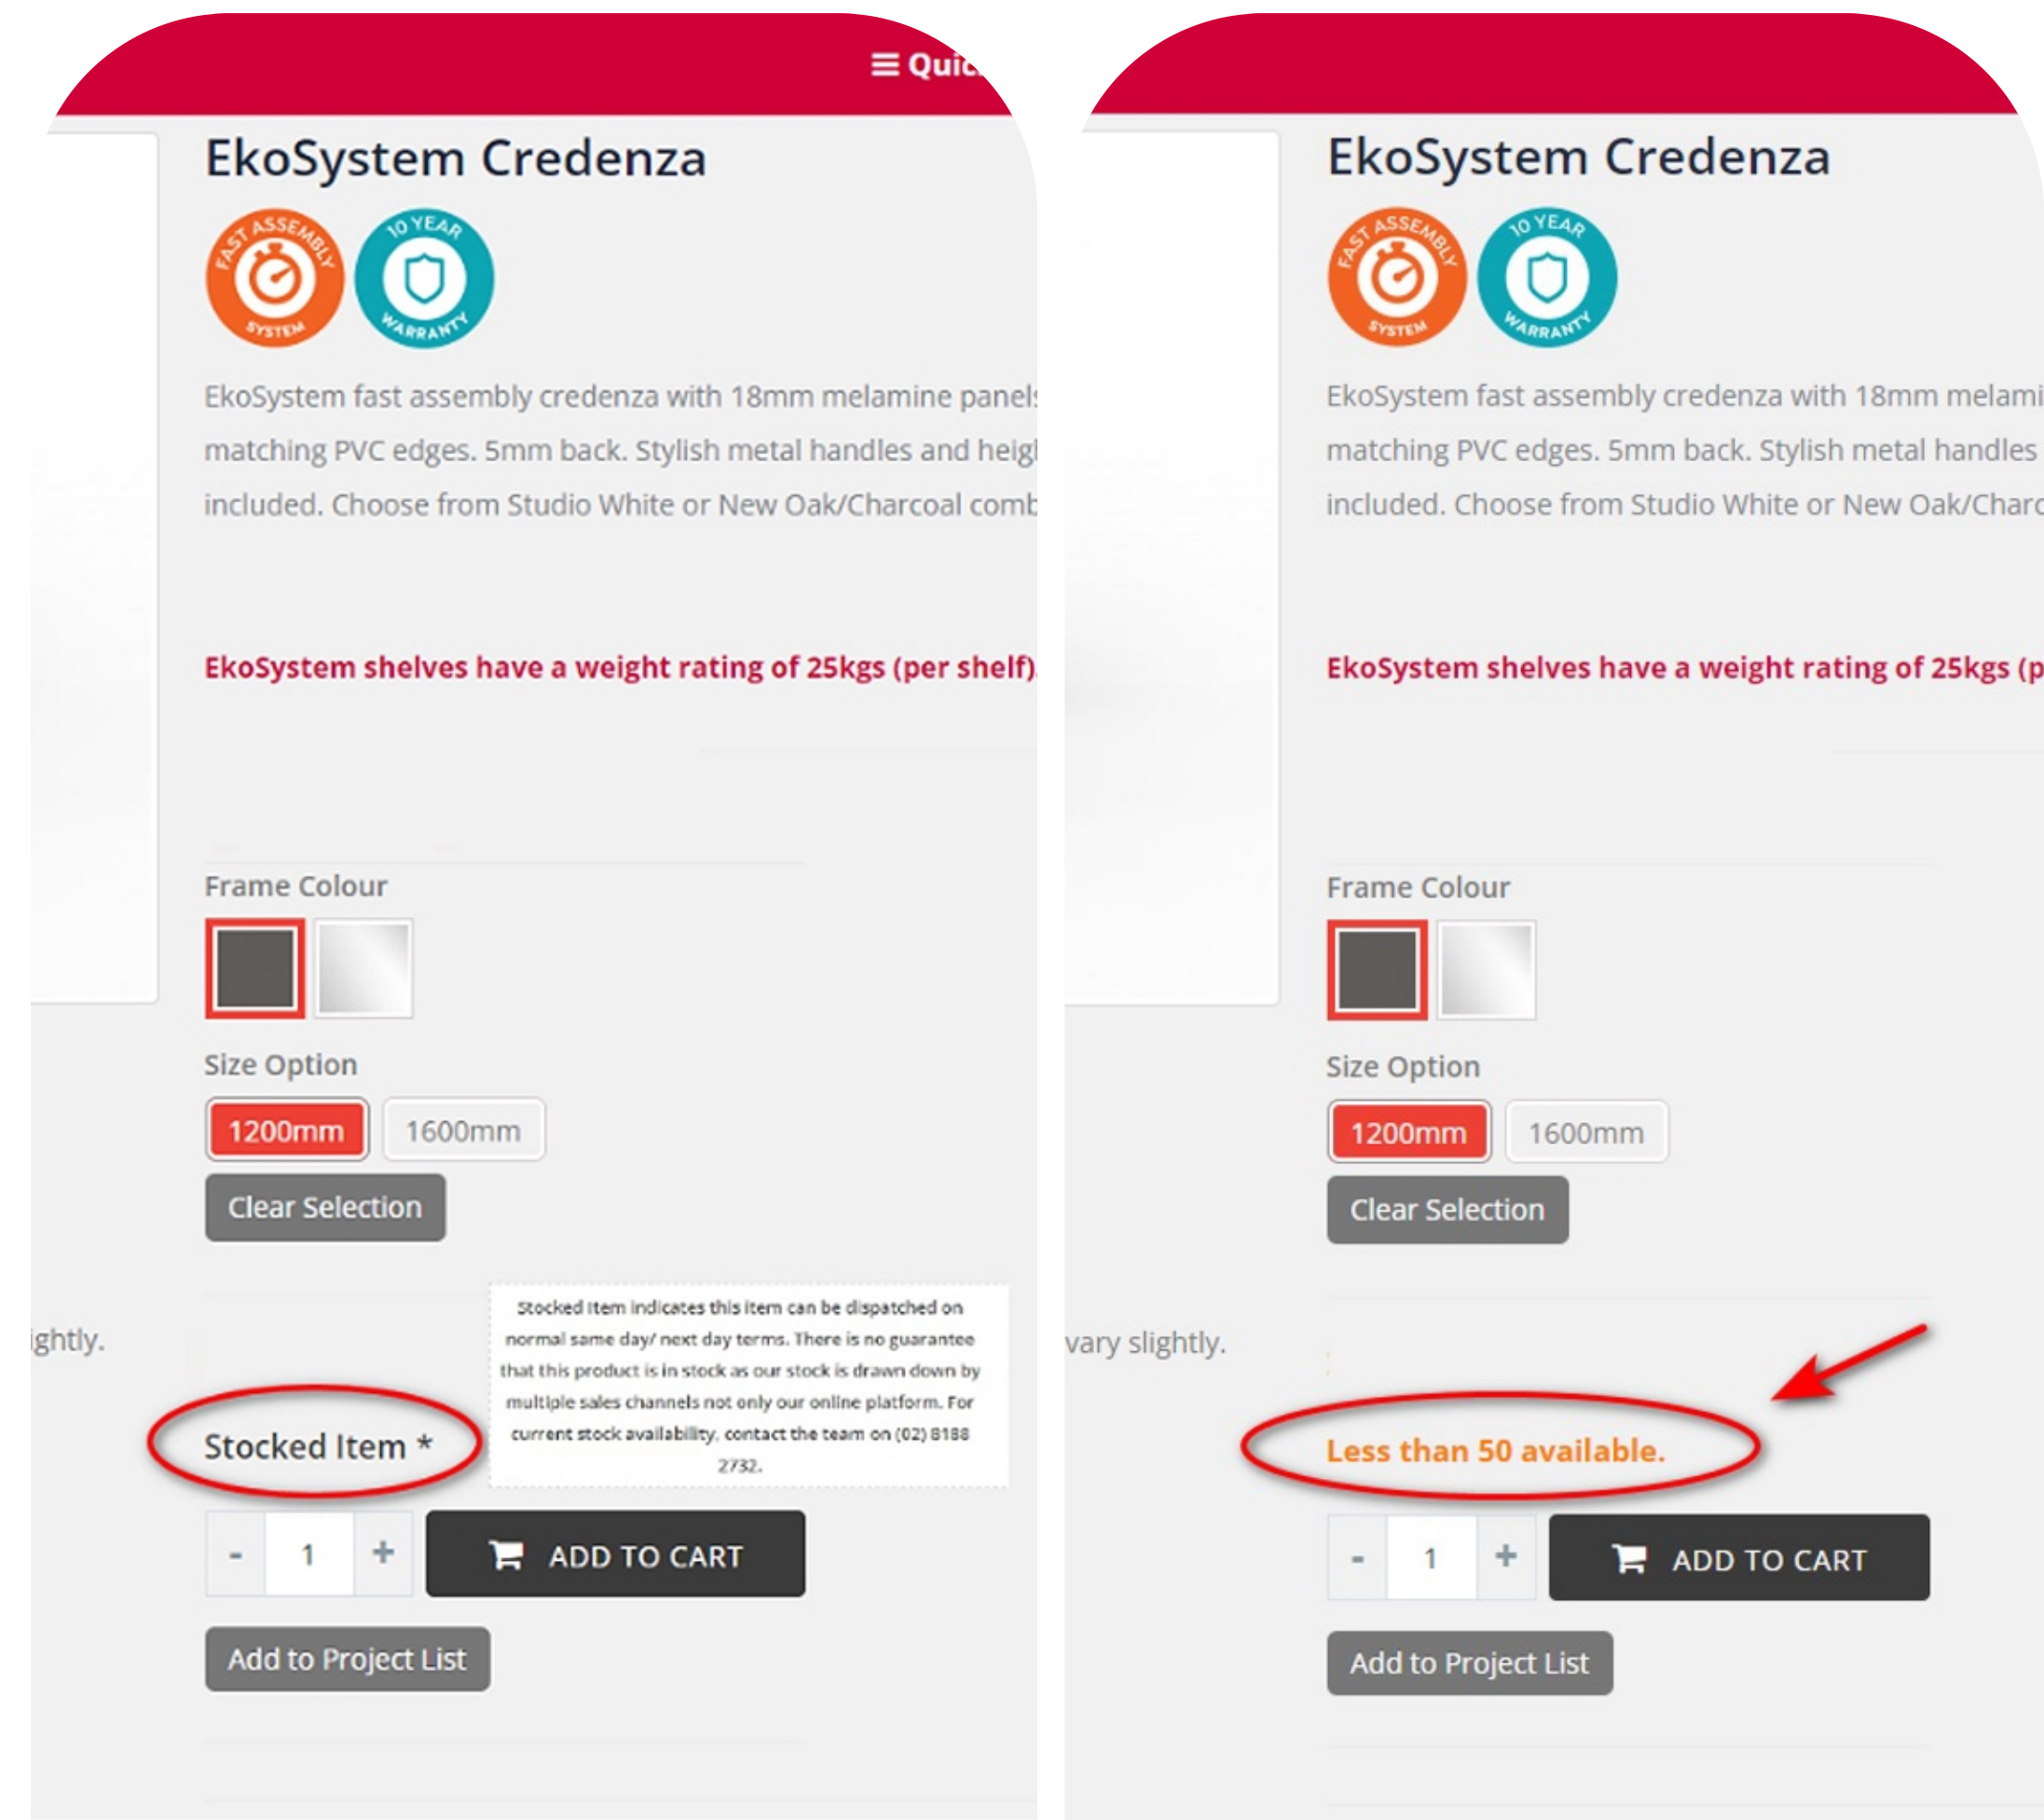 ≡ Quic
EkoSystem Credenza
FAST ASSEMBLY SYSTEM
10 YEAR WARRANTY
EkoSystem fast assembly credenza with 18mm melamine panels
matching PVC edges. 5mm back. Stylish metal handles and heigh
included. Choose from Studio White or New Oak/Charcoal comb
EkoSystem shelves have a weight rating of 25kgs (per shelf).
Frame Colour
Size Option
1200mm 1600mm
Clear Selection
Stocked Item indicates this item can be dispatched on
normal same day/ next day terms. There is no guarantee
that this product is in stock as our stock is drawn down by
multiple sales channels not only our online platform. For
current stock availability, contact the team on (02) 8188
2732.
ightly.
Stocked Item *
- 1 + ADD TO CART
Add to Project List
EkoSystem Credenza
FAST ASSEMBLY SYSTEM
10 YEAR WARRANTY
EkoSystem fast assembly credenza with 18mm melami
matching PVC edges. 5mm back. Stylish metal handles
included. Choose from Studio White or New Oak/Charc
EkoSystem shelves have a weight rating of 25kgs (p
Frame Colour
Size Option
1200mm 1600mm
Clear Selection
vary slightly.
Less than 50 available.
- 1 + ADD TO CART
Add to Project List